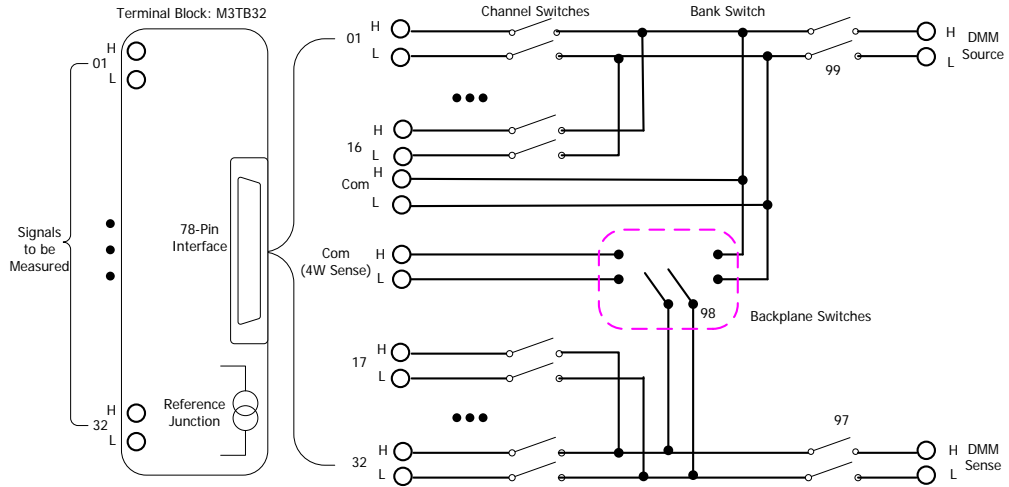 Terminal Block: M3TB32
H
01
L
Signals
to be
Measured
H
32
L
78-Pin
Interface
Reference
Junction
Channel Switches
Bank Switch
01
H
L
16
H
L
Com
H
L
Com
(4W Sense)
H
L
17
H
L
32
H
L
99
H
L
DMM
Source
98
Backplane Switches
97
H
L
DMM
Sense